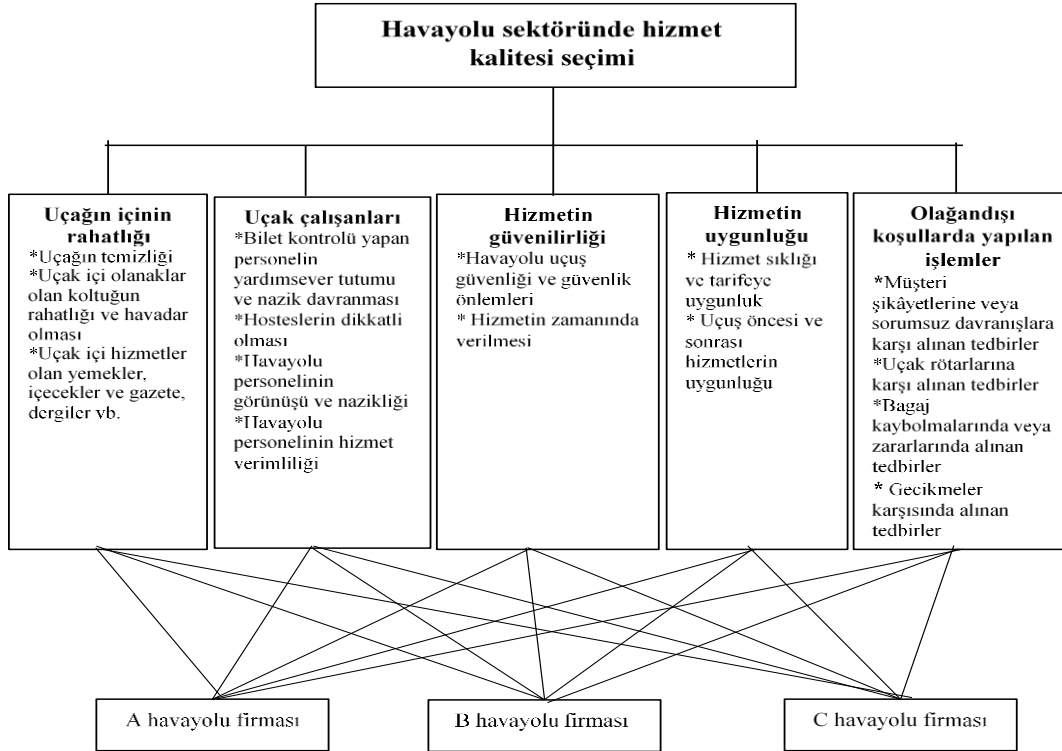 Havayolu sektöründe hizmet
kalitesi seçimi
Uçağın içinin
rahatlığı
*Uçağın temizliği
*Uçak içi olanaklar
olan koltuğun
rahatlığı ve havadar
olması
*Uçak içi hizmetler
olan yemekler,
içecekler ve gazete,
dergiler vb.
Uçak çalışanları
*Bilet kontrolü yapan
personelin
yardımsever tutumu
ve nazik davranması
*Hosteslerin dikkatli
olması
*Havayolu
personelinin
görünüşü ve nazikliği
*Havayolu
personelinin hizmet
verimliliği
Hizmetin
güvenilirliği
*Havayolu uçuş
güvenliği ve güvenlik
önlemleri
* Hizmetin zamanında
verilmesi
Hizmetin
uygunluğu
* Hizmet sıklığı
ve tarifeye
uygunluk
* Uçuş öncesi ve
sonrası
hizmetlerin
uygunluğu
Olağandışı
koşullarda yapılan
işlemler
*Müşteri
şikâyetlerine veya
sorumsuz davranışlara
karşı alınan tedbirler
*Uçak rötarlarına
karşı alınan tedbirler
*Bagaj
kaybolmalarında veya
zararlarında alınan
tedbirler
* Gecikmeler
karşısında alınan
tedbirler
A havayolu firması
B havayolu firması
C havayolu firması